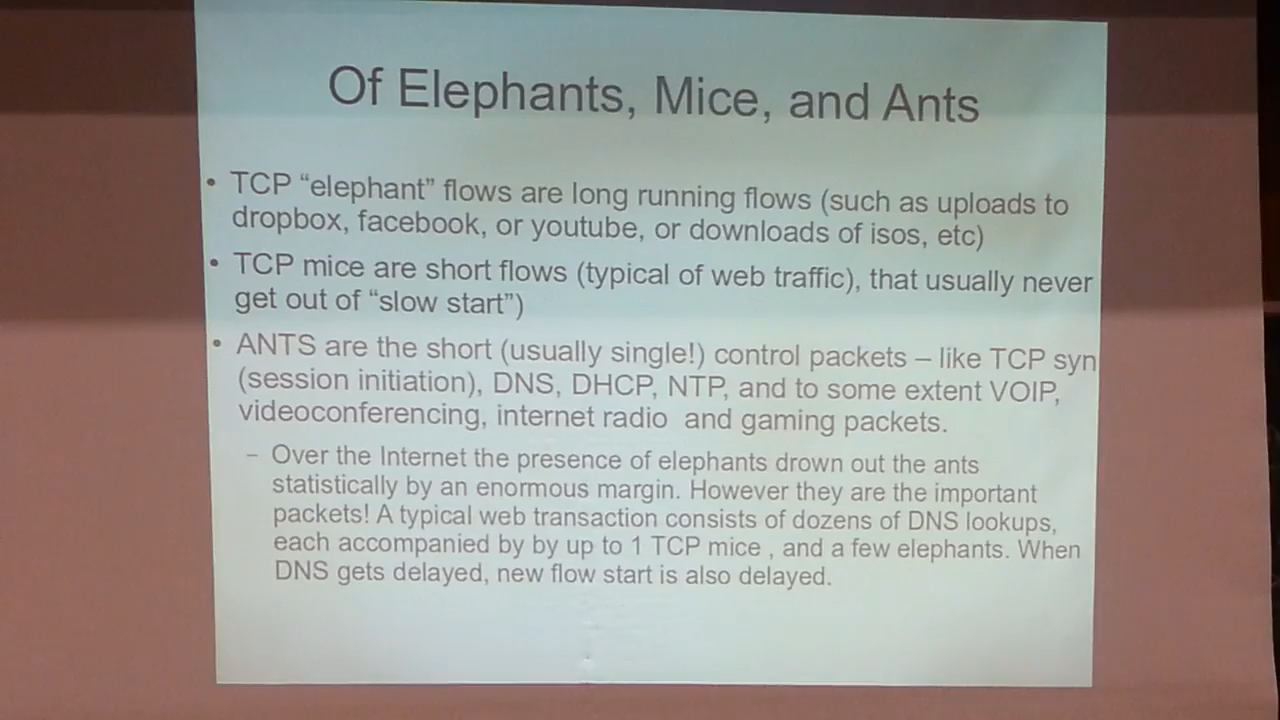 Of Elephants, Mice, and Ants
• TCP “elephant” flows are long running flows (such as uploads to
dropbox, facebook, or youtube, or downloads of isos, etc)
• TCP mice are short flows (typical of web traffic), that usually never
get out of “slow start”)
• ANTS are the short (usually single!) control packets – like TCP syn
(session initiation), DNS, DHCP, NTP, and to some extent VOIP,
videoconferencing, internet radio  and gaming packets.
– Over the Internet the presence of elephants drown out the ants
statistically by an enormous margin. However they are the important
packets! A typical web transaction consists of dozens of DNS lookups,
each accompanied by by up to 1 TCP mice , and a few elephants. When
DNS gets delayed, new flow start is also delayed.